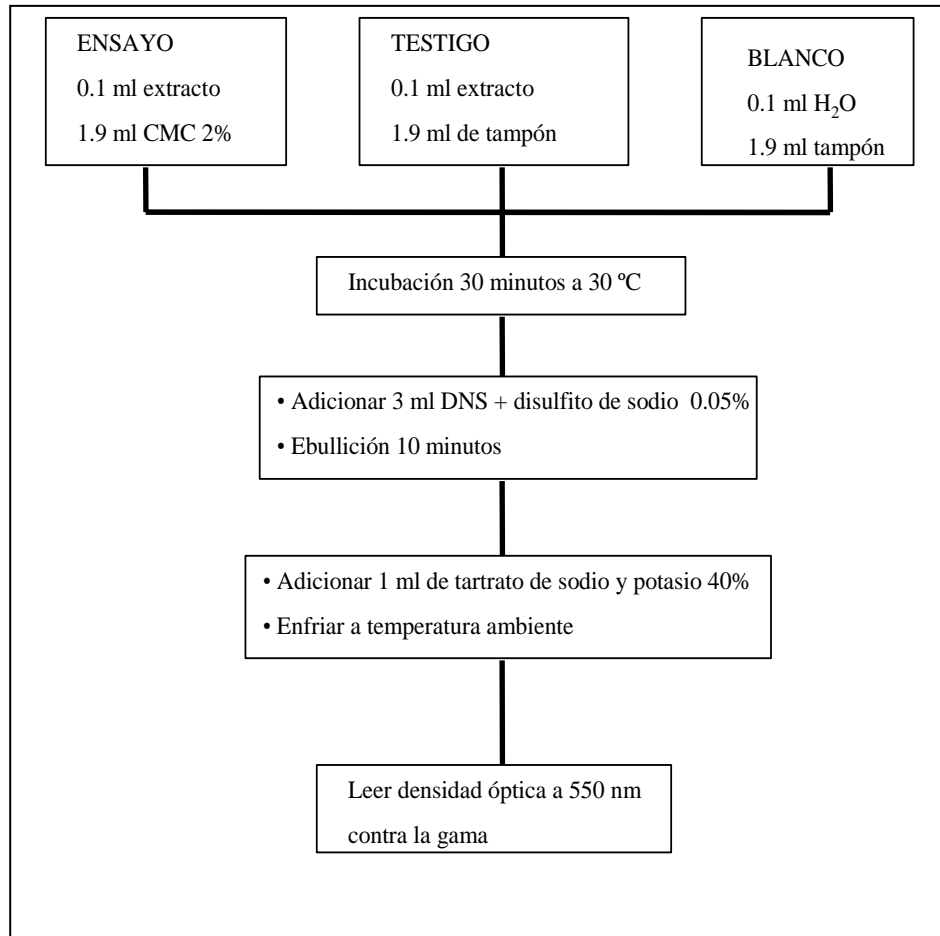 ENSAYO
0.1 ml extracto
1.9 ml CMC 2%
TESTIGO
0.1 ml extracto
1.9 ml de tampón
BLANCO
0.1 ml H₂O
1.9 ml tampón
Incubación 30 minutos a 30 ºC
• Adicionar 3 ml DNS + disulfito de sodio 0.05%
• Ebullición 10 minutos
• Adicionar 1 ml de tartrato de sodio y potasio 40%
• Enfriar a temperatura ambiente
Leer densidad óptica a 550 nm
contra la gama